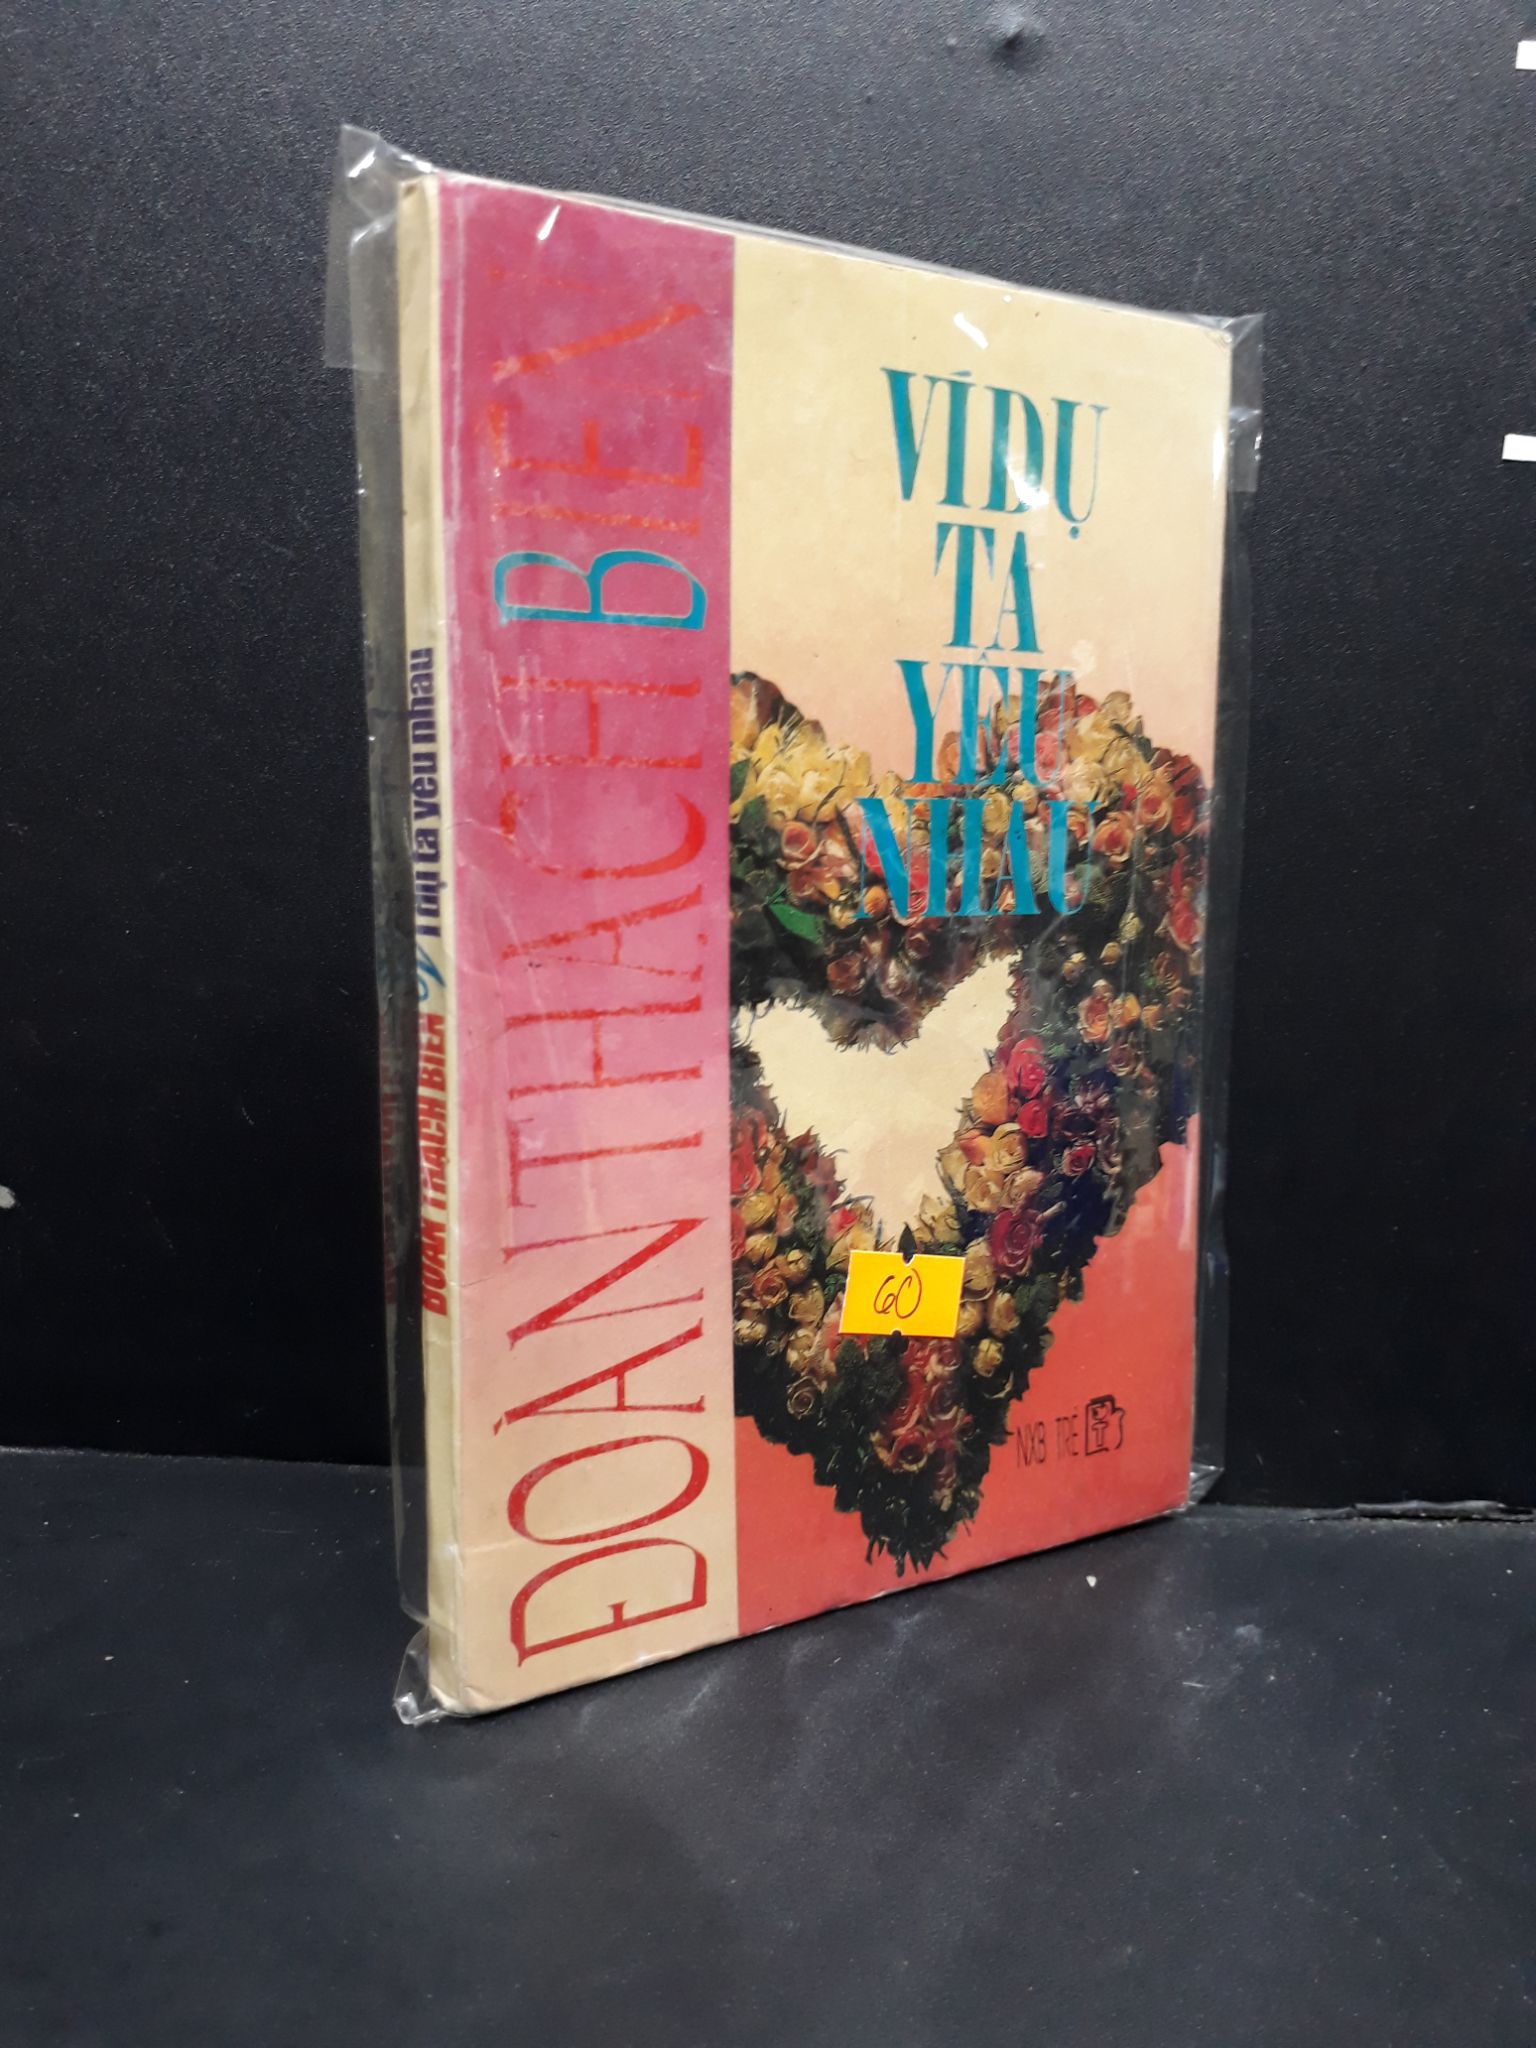 ĐOÀN THẠCH BIỀN
VÍ DỤ
TA
YÊU
NHAU
60
NXB TRẺ
ĐOÀN THẠCH BIỀN Ví dụ ta yêu nhau